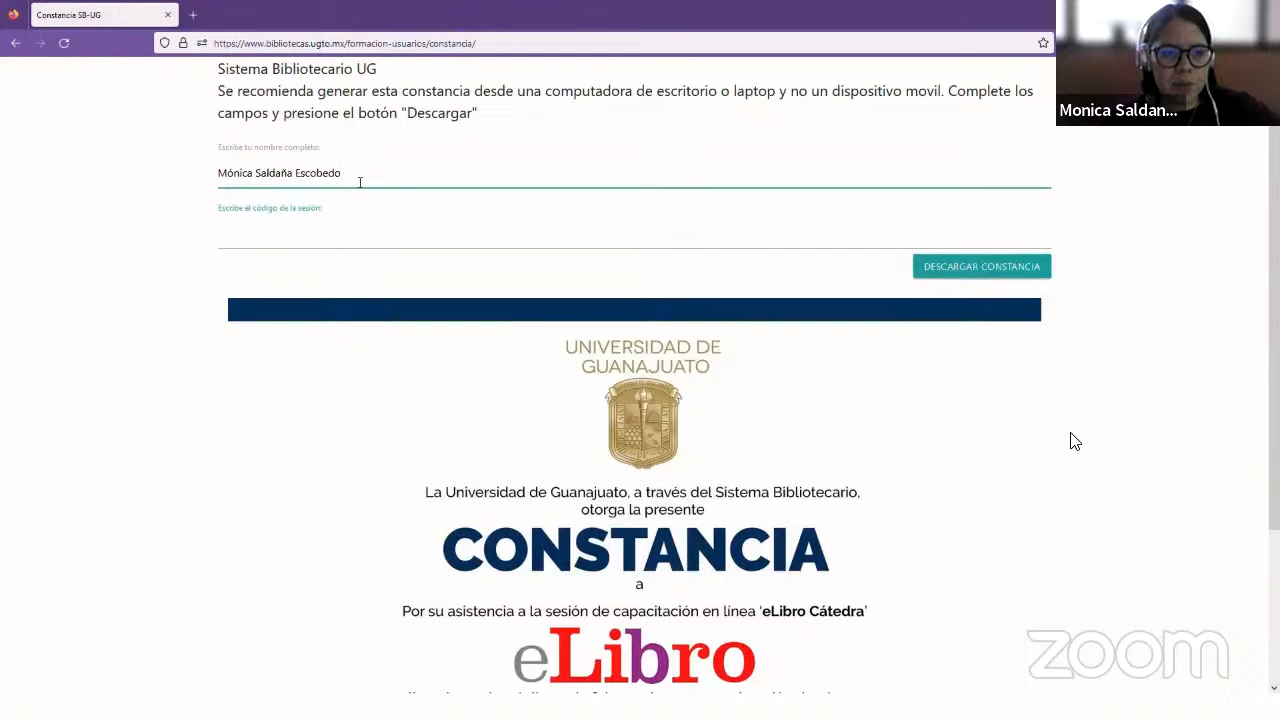 Constancia SB-UG
https://www.bibliotecas.ugto.mx/formacion-usuarios/constancia/
Monica Saldan...
Sistema Bibliotecario UG
Se recomienda generar esta constancia desde una computadora de escritorio o laptop y no un dispositivo movil. Complete los
campos y presione el botón "Descargar"
Escribe tu nombre completo:
Mónica Saldaña Escobedo
Escribe el código de la sesión:
DESCARGAR CONSTANCIA
UNIVERSIDAD DE
GUANAJUATO
La Universidad de Guanajuato, a través del Sistema Bibliotecario,
otorga la presente
CONSTANCIA
a
Por su asistencia a la sesión de capacitación en línea 'eLibro Cátedra'
eLibro
zoom